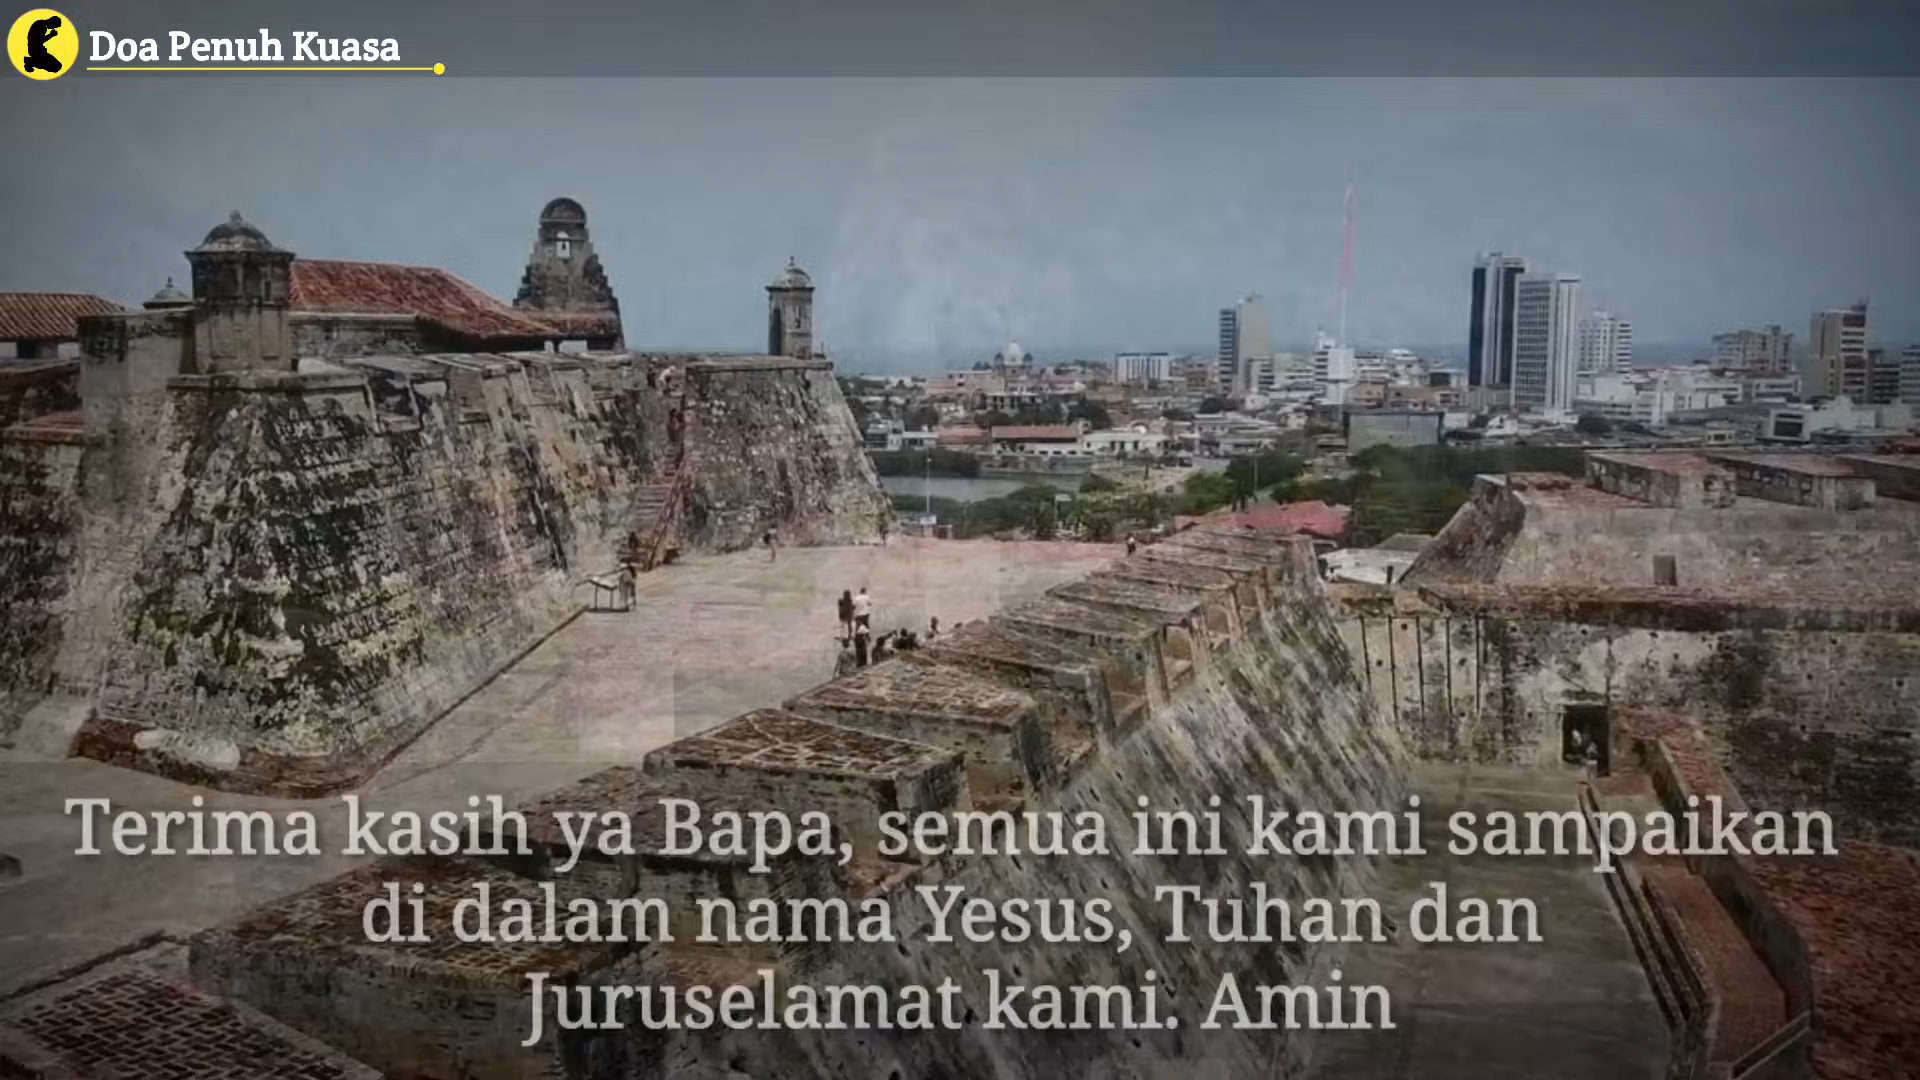 Doa Penuh Kuasa
Terima kasih ya Bapa, semua ini kami sampaikan
di dalam nama Yesus, Tuhan dan
Juruselamat kami. Amin